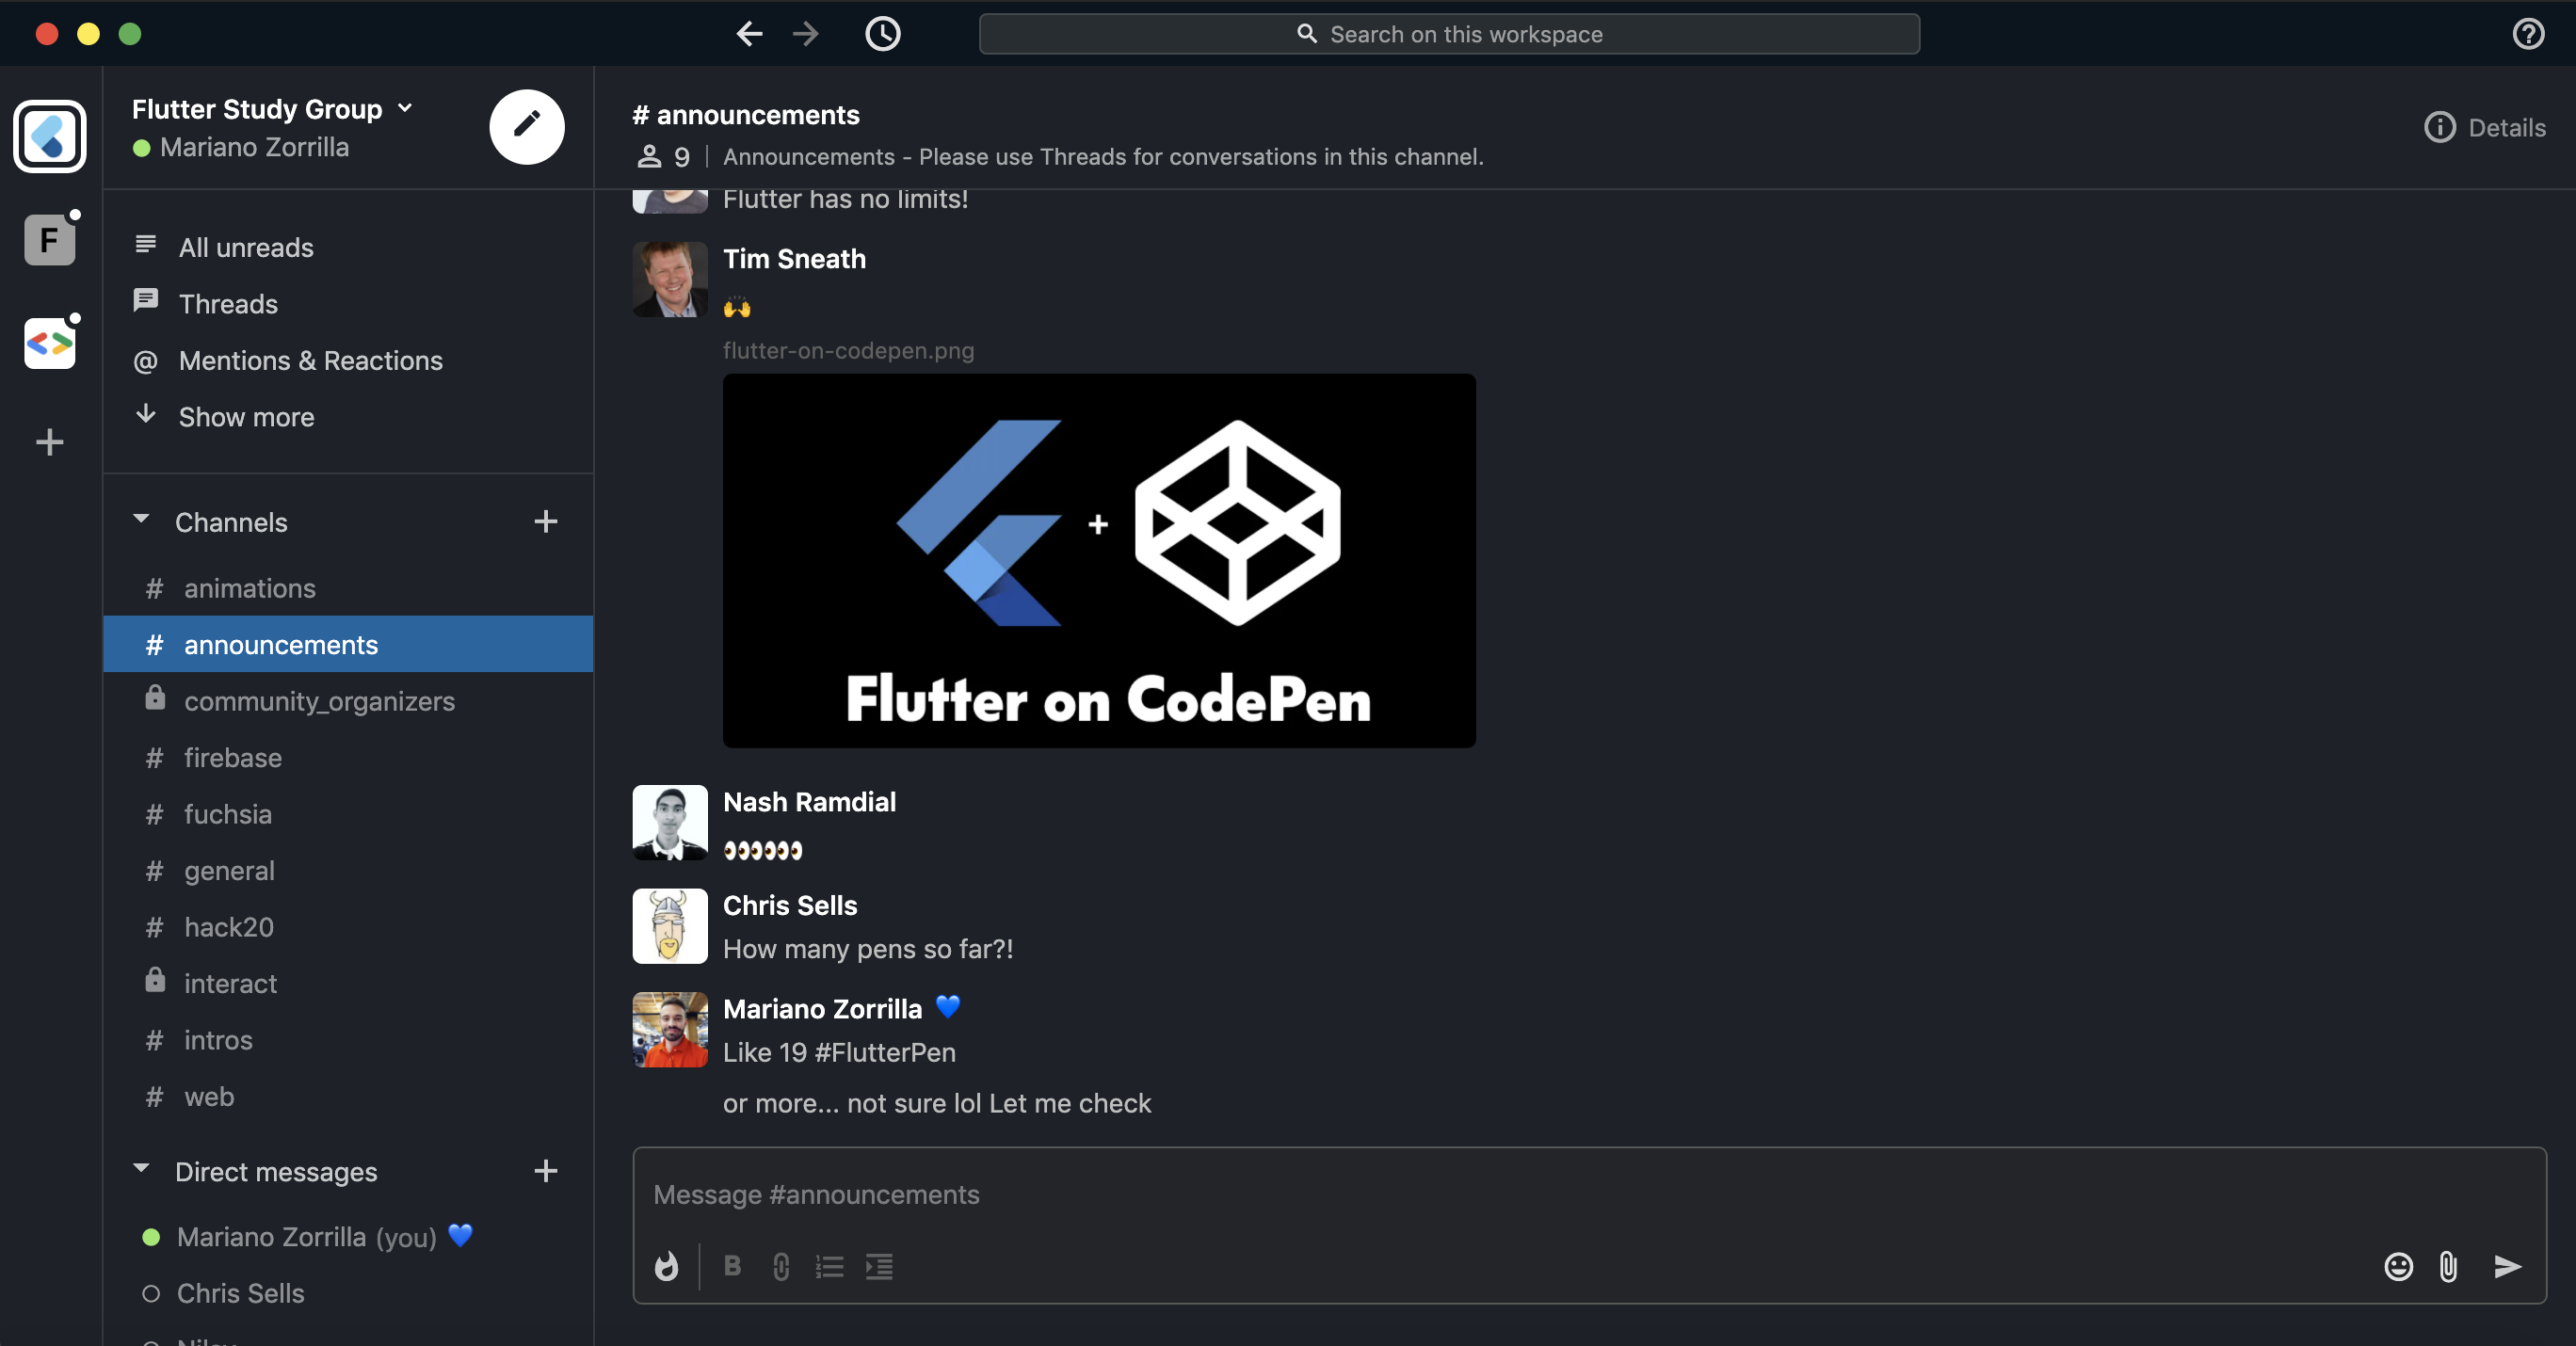 Search on this workspace
Flutter Study Group
Mariano Zorrilla
F
All unreads
Threads
@ Mentions & Reactions
Show more
Channels
# animations
# announcements
community_organizers
# firebase
# fuchsia
# general
# hack20
interact
# intros
# web
Direct messages
Mariano Zorrilla (you) 💙
Chris Sells
# announcements
9 | Announcements - Please use Threads for conversations in this channel.
Details
Flutter has no limits!
Tim Sneath
🙌
flutter-on-codepen.png
+
Flutter on CodePen
Nash Ramdial
👀👀👀
Chris Sells
How many pens so far?!
Mariano Zorrilla 💙
Like 19 #FlutterPen
or more... not sure lol Let me check
Message #announcements
B